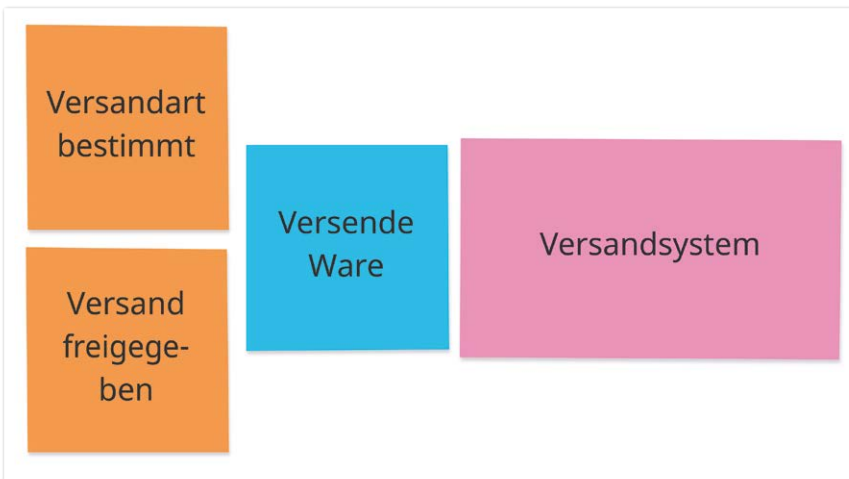 Versandart
bestimmt
Versand
freigege-
ben
Versende
Ware
Versandsystem